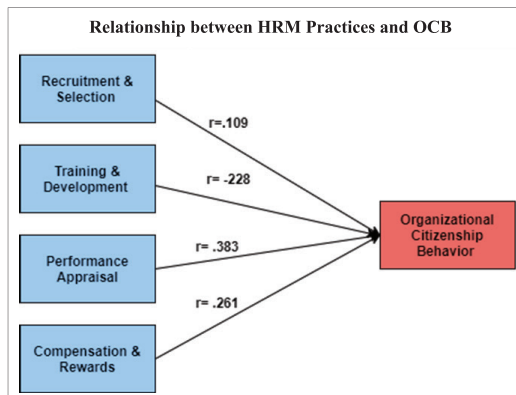 Relationship between HRM Practices and OCB
Recruitment &
Selection
r=.109
Training &
Development
r= -228
Organizational
Citizenship
Behavior
Performance
Appraisal
r= .383
r= .261
Compensation &
Rewards